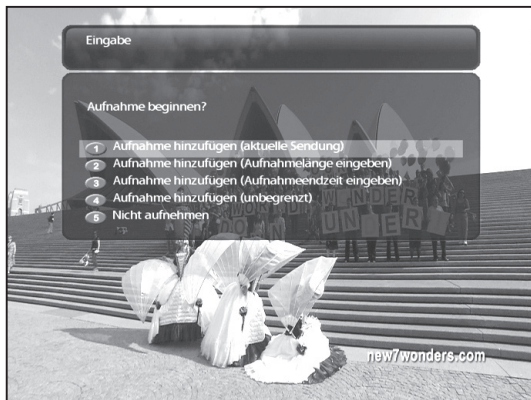 Eingabe
Aufnahme beginnen?
1 Aufnahme hinzufügen (aktuelle Sendung)
2 Aufnahme hinzufügen (Aufnahmelänge eingeben)
3 Aufnahme hinzufügen (Aufnahmeendzeit eingeben)
4 Aufnahme hinzufügen (unbegrenzt)
5 Nicht aufnehmen
UNIER
new7wonders.com